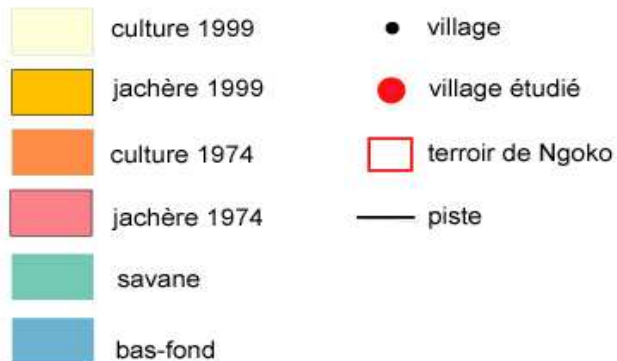 culture 1999
jachère 1999
culture 1974
jachère 1974
savane
bas-fond
village
village étudié
terroir de Ngoko
piste